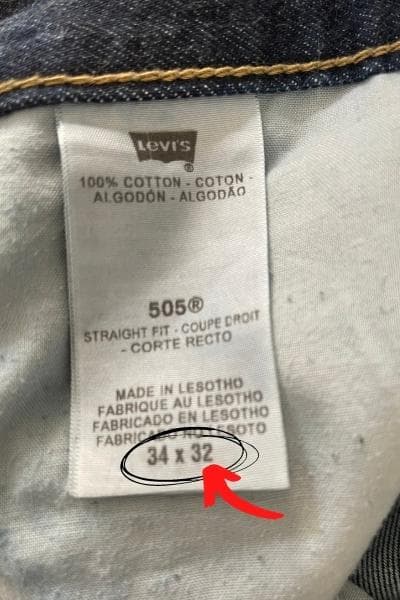 Levi's
®
100% COTTON - COTON -
ALGODÓN - ALGODÃO
505®
STRAIGHT FIT - COUPE DROIT
- CORTE RECTO
MADE IN LESOTHO
FABRIQUE AU LESOTHO
FABRICADO EN LESOTHO
FABRICADO NO LESOTO
34 x 32